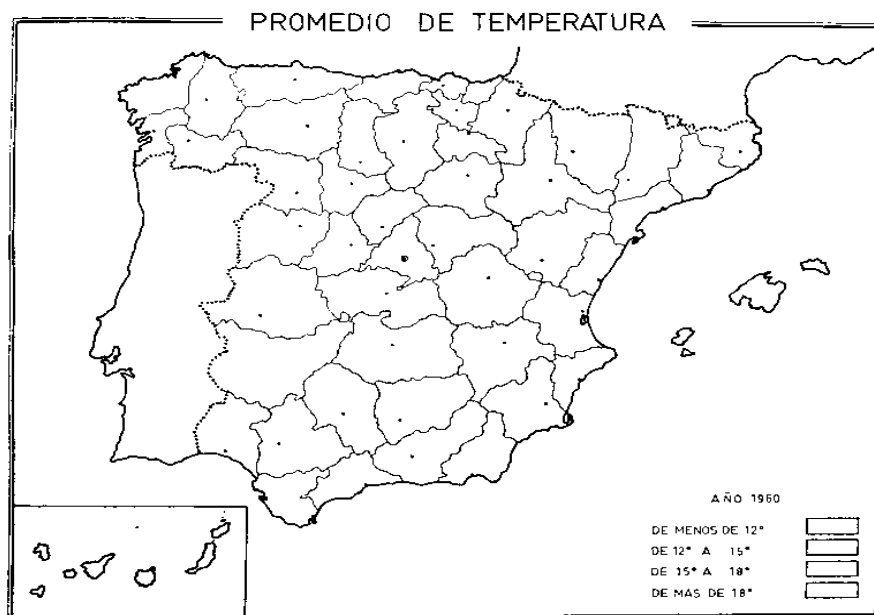 PROMEDIO DE TEMPERATURA
AÑO 1960
DE MENOS DE 12°
DE 12° A 15°
DE 15° A 18°
DE MAS DE 18°